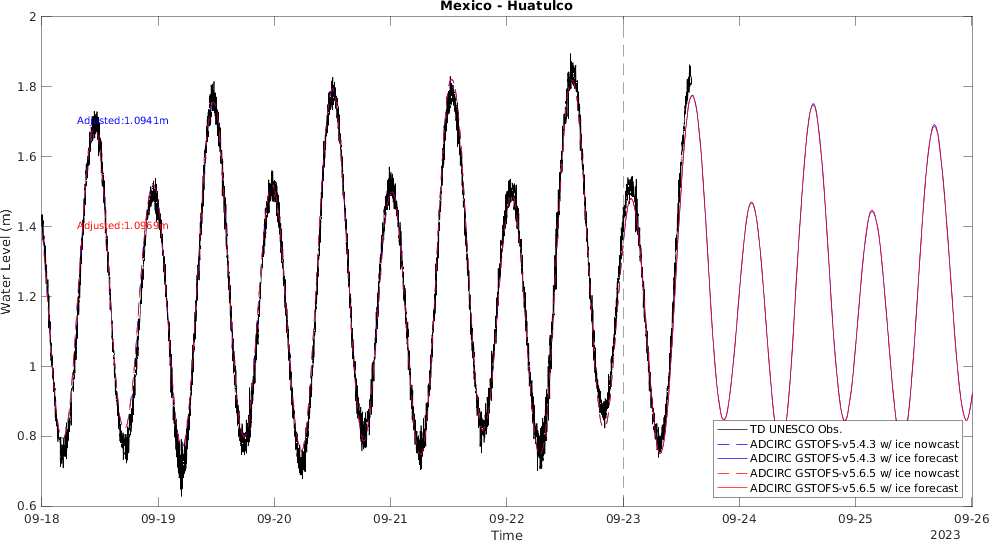 Mexico - Huatulco
2
1.8
1.6
1.4
1.2
1
0.8
0.6
Water Level (m)
Adjusted:1.0941m
Adjusted:1.0969m
TD UNESCO Obs.
ADCIRC GSTOFS-v5.4.3 w/ ice nowcast
ADCIRC GSTOFS-v5.4.3 w/ ice forecast
ADCIRC GSTOFS-v5.6.5 w/ ice nowcast
ADCIRC GSTOFS-v5.6.5 w/ ice forecast
09-18 09-19 09-20 09-21 09-22 09-23 09-24 09-25 09-26
Time
2023